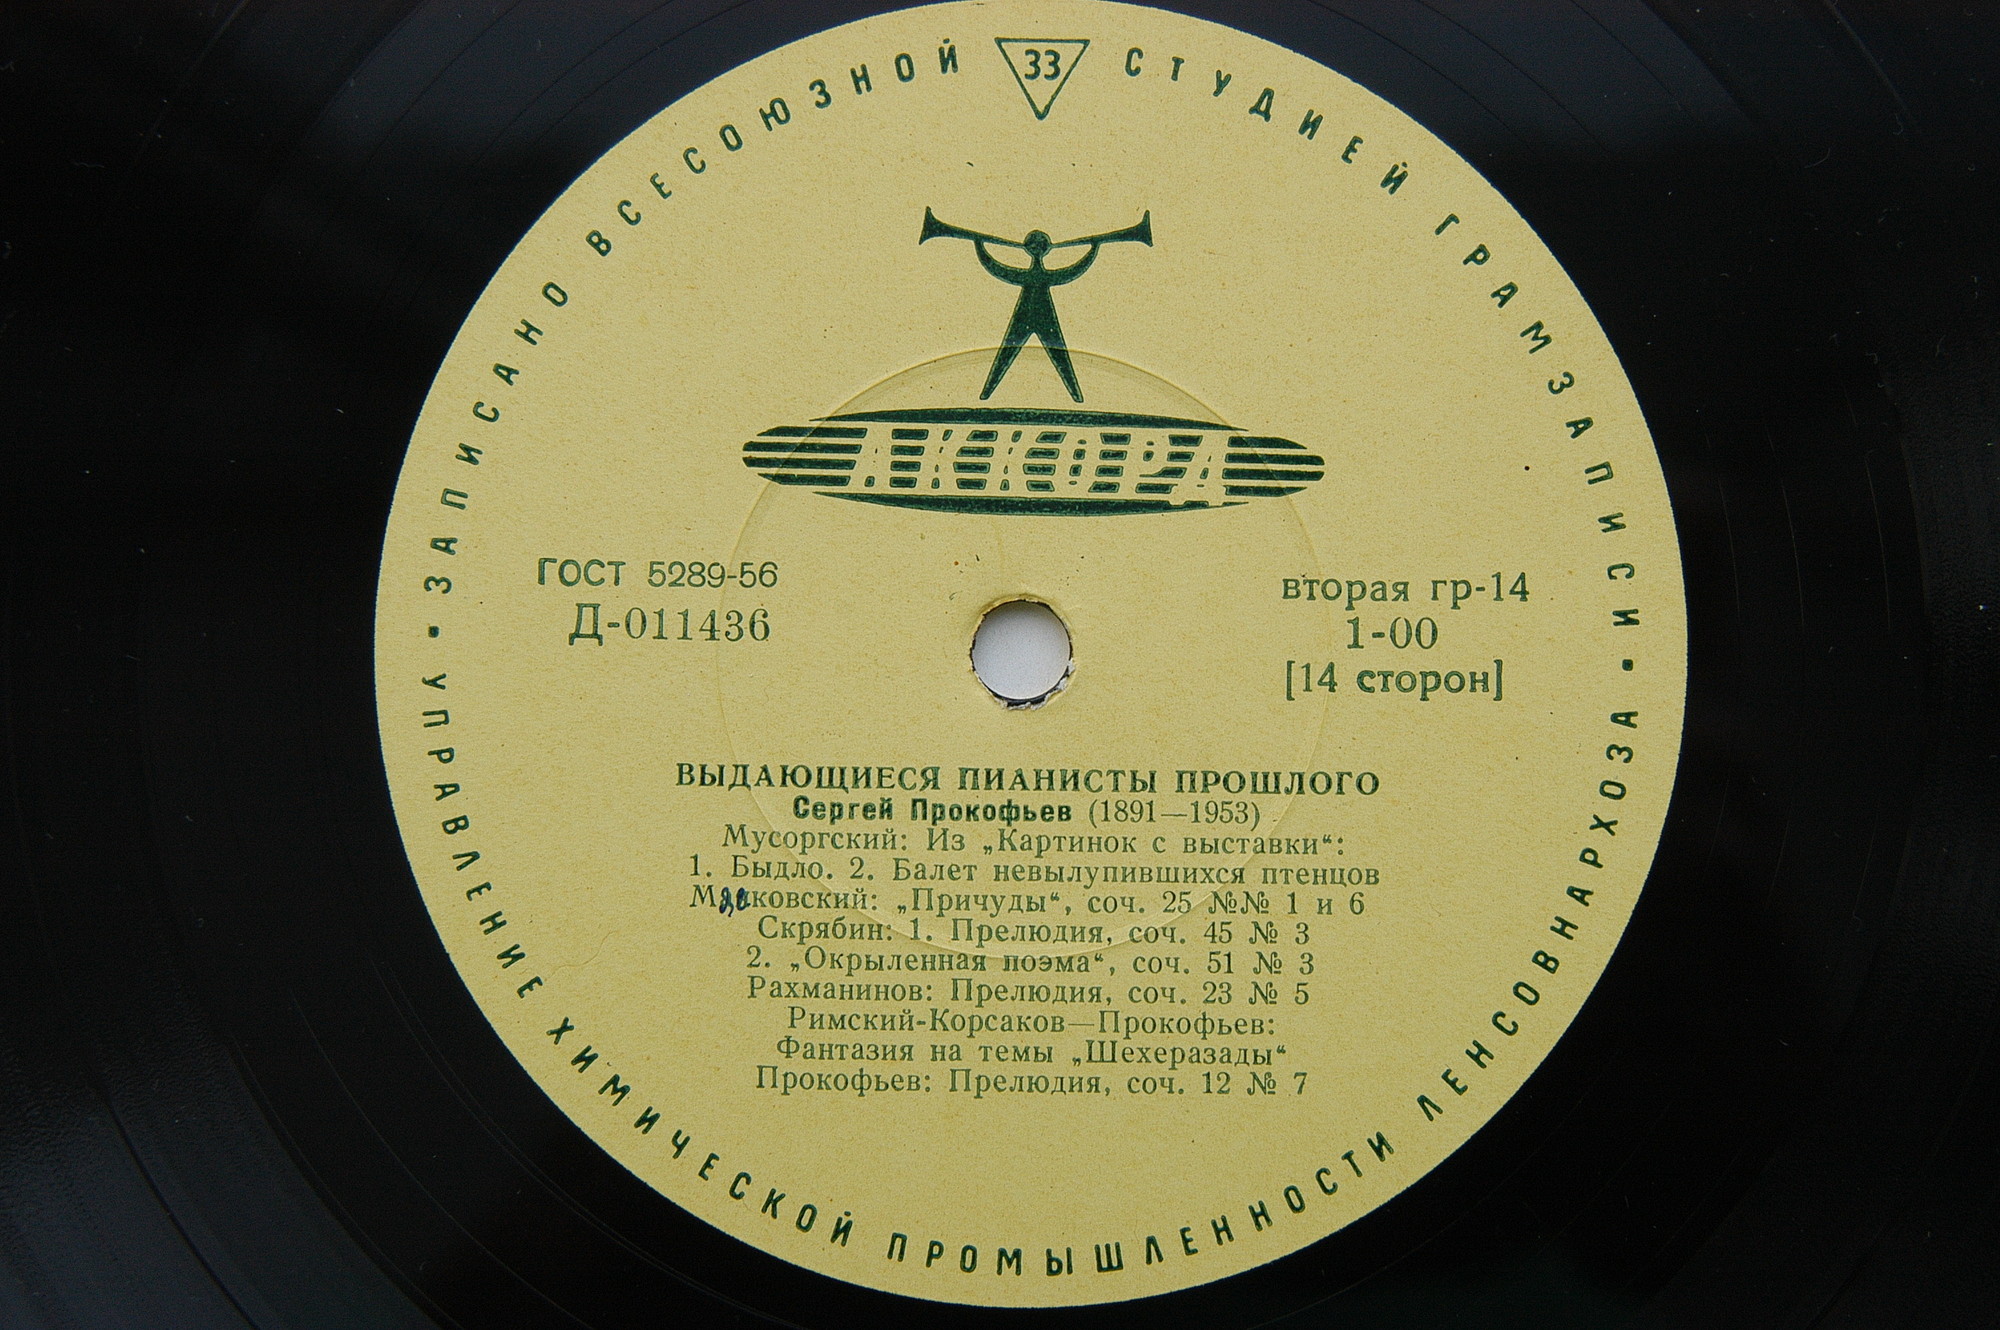 ЗАПИСАНО ВСЕСОЮЗНОЙ СТУДИЕЙ ГРАМЗАПИСИ •
33
АККОРД
ГОСТ 5289-56
Д-011436
вторая гр-14
1-00
[14 сторон]
ВЫДАЮЩИЕСЯ ПИАНИСТЫ ПРОШЛОГО
Сергей Прокофьев (1891—1953)
Мусоргский: Из „Картинок с выставки“:
1. Быдло. 2. Балет невылупившихся птенцов
Мясковский: „Причуды“, соч. 25 №№ 1 и 6
Скрябин: 1. Прелюдия, соч. 45 № 3
2. „Окрыленная поэма“, соч. 51 № 3
Рахманинов: Прелюдия, соч. 23 № 5
Римский-Корсаков—Прокофьев:
Фантазия на темы „Шехеразады“
Прокофьев: Прелюдия, соч. 12 № 7
• УПРАВЛЕНИЕ ХИМИЧЕСКОЙ ПРОМЫШЛЕННОСТИ ЛЕНСОВНАРХОЗА